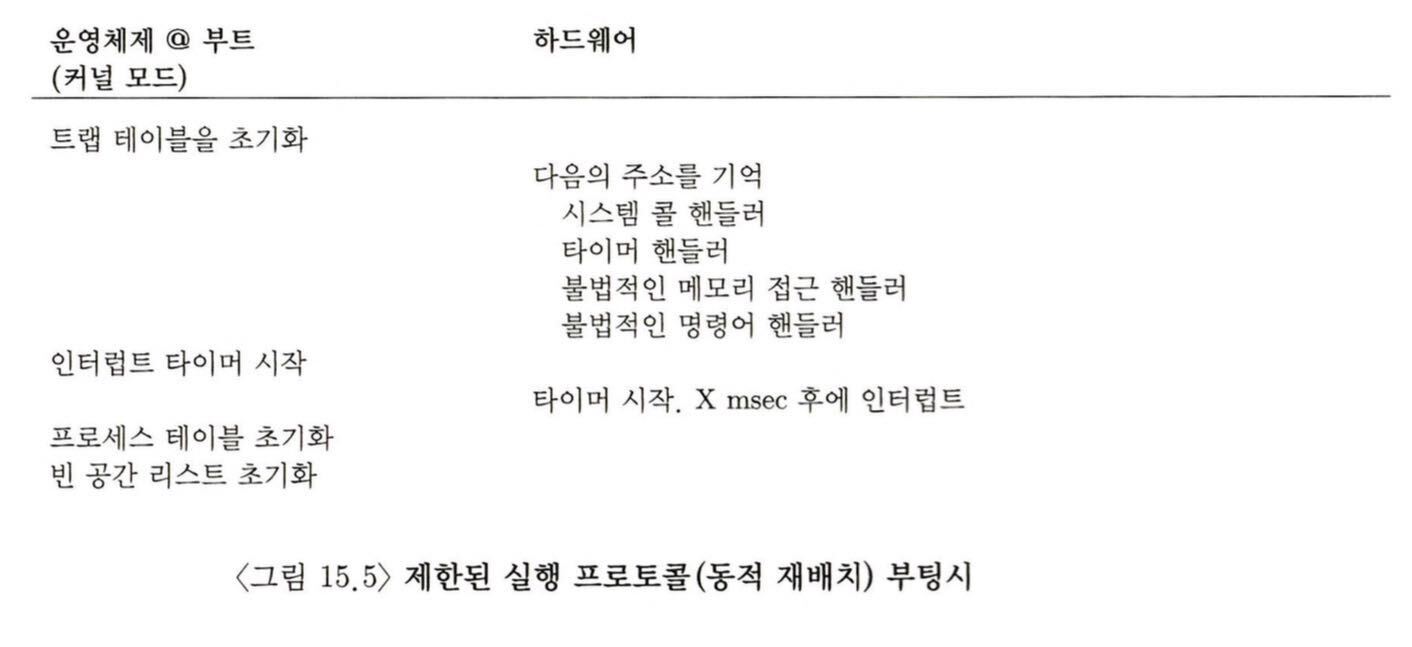 운영체제 @ 부트 하드웨어
(커널 모드)
트랩 테이블을 초기화
다음의 주소를 기억
시스템 콜 핸들러
타이머 핸들러
불법적인 메모리 접근 핸들러
불법적인 명령어 핸들러
인터럽트 타이머 시작
타이머 시작. X msec 후에 인터럽트
프로세스 테이블 초기화
빈 공간 리스트 초기화
〈그림 15.5〉 제한된 실행 프로토콜(동적 재배치) 부팅시